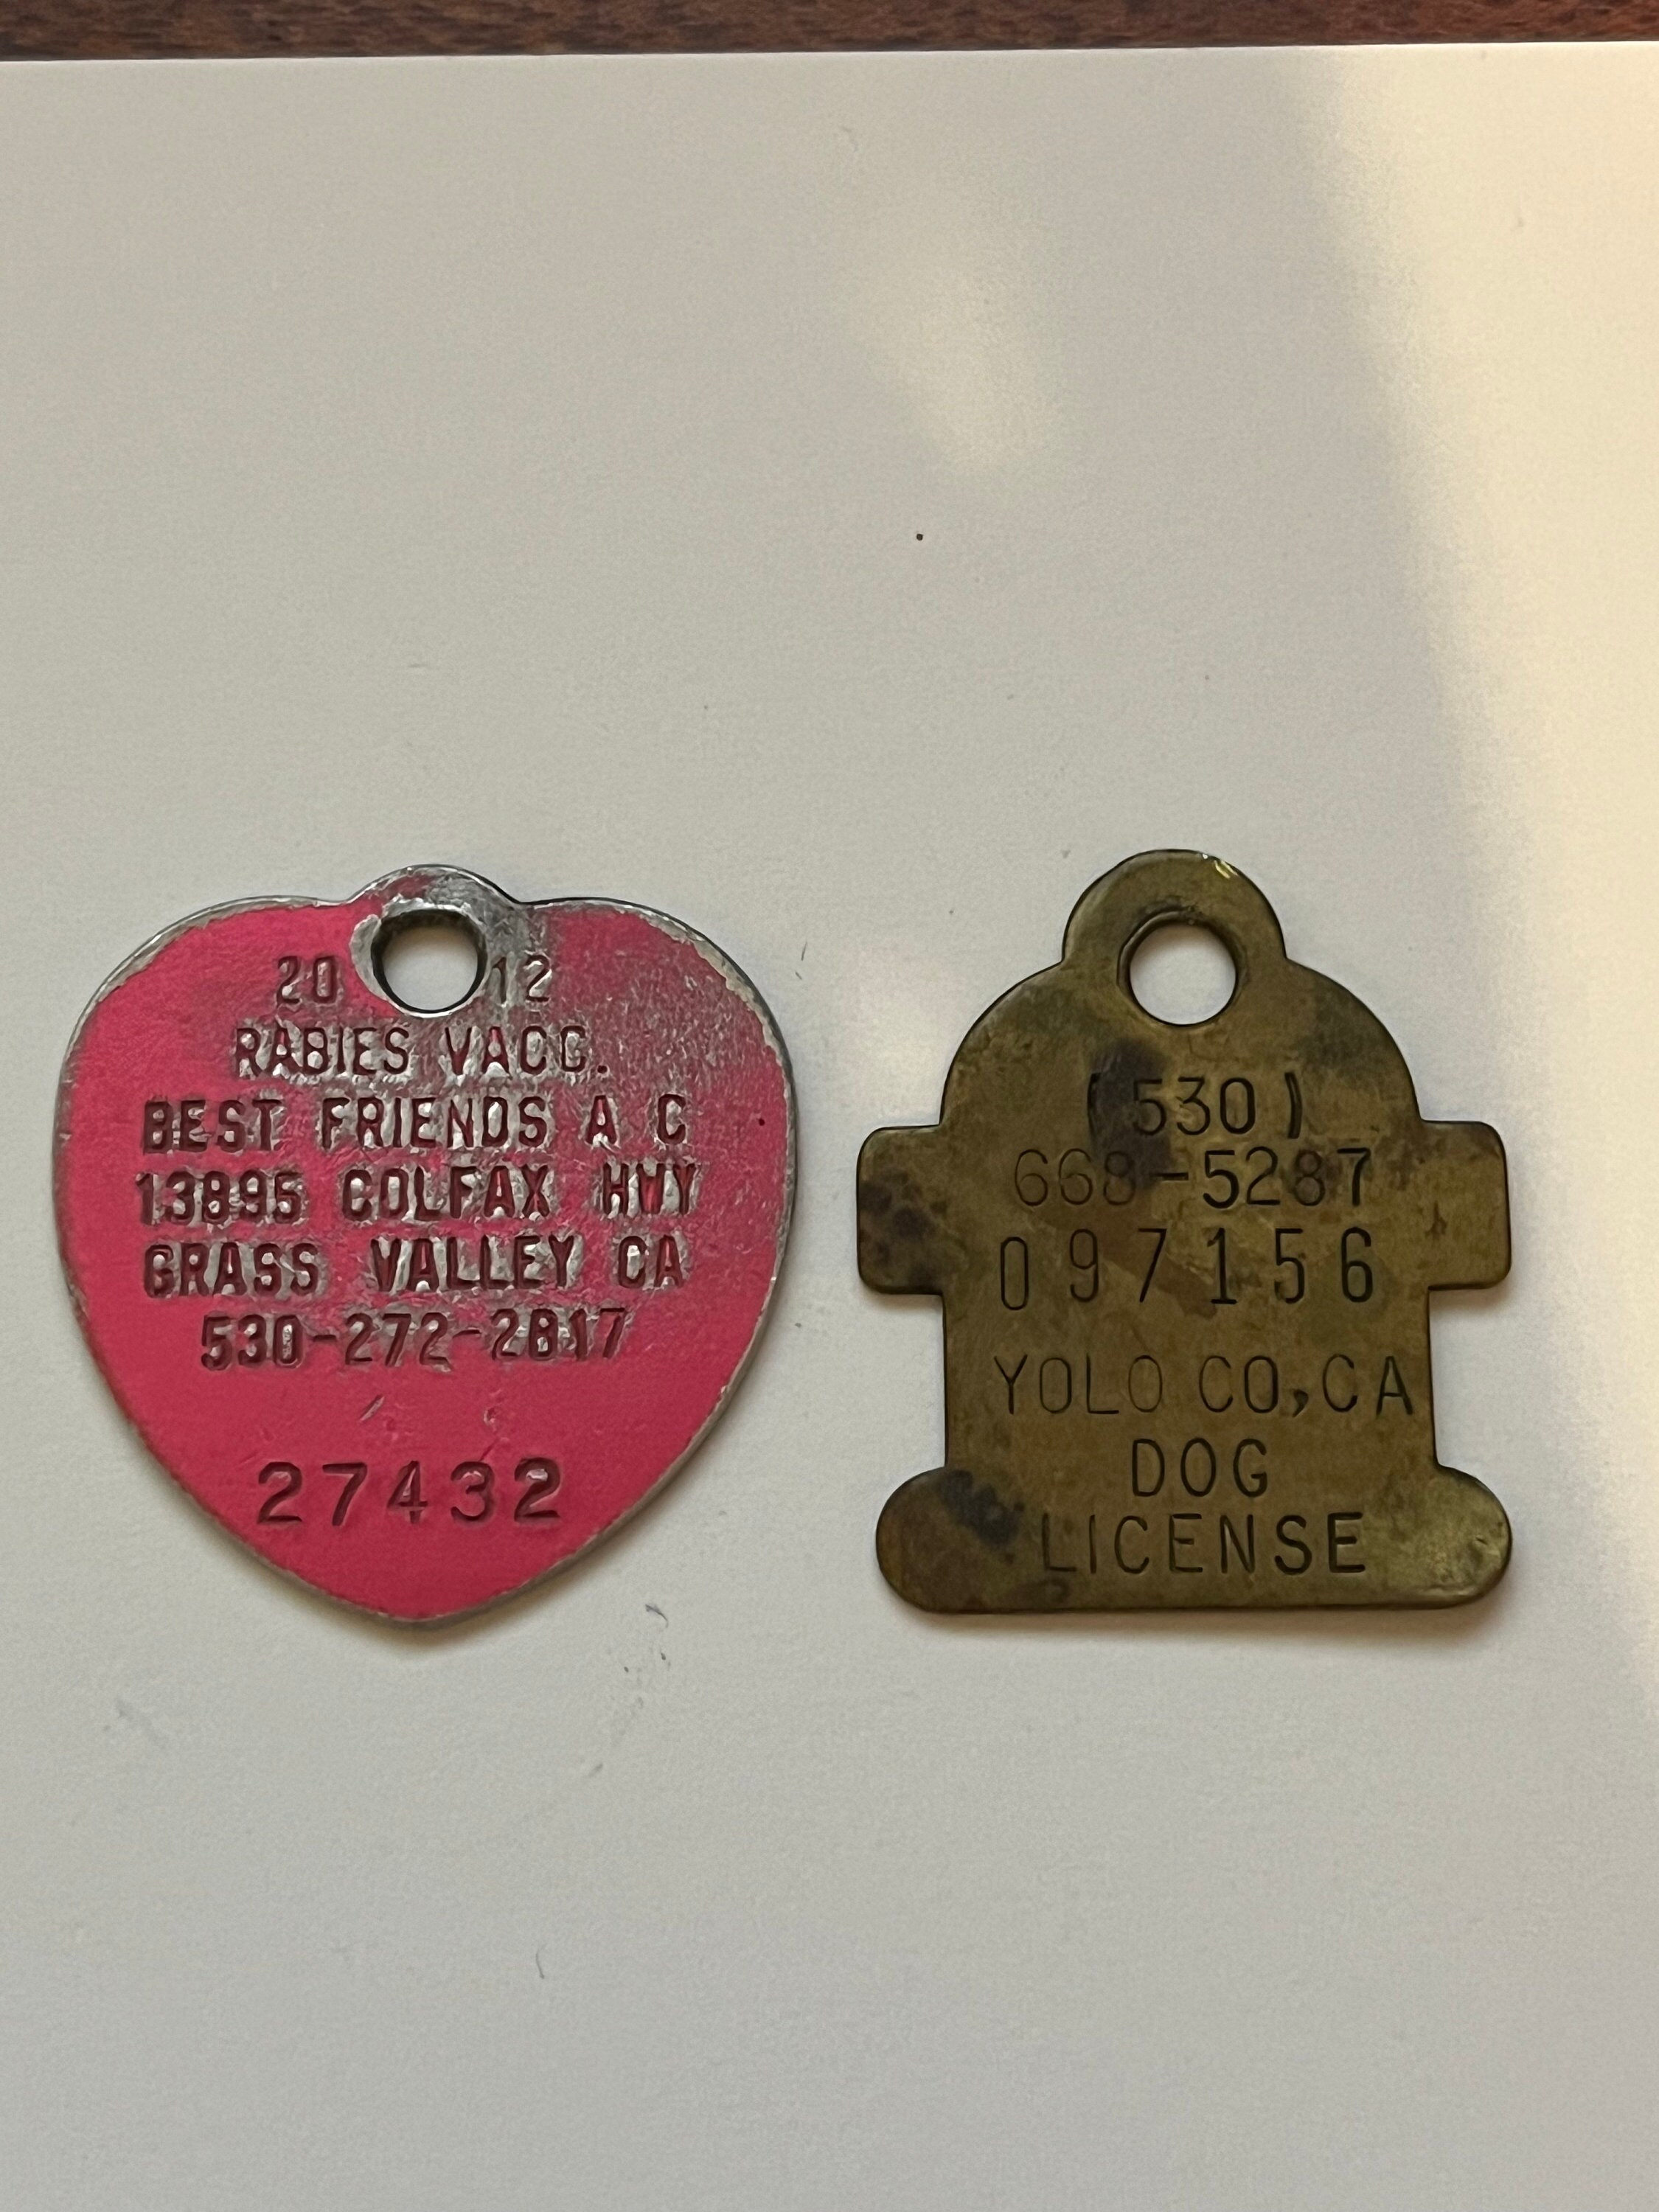 20 12
RABIES VACC.
BEST FRIENDS A C
13895 COLFAX HWY
GRASS VALLEY CA
530-272-2817
27432
(530)
668-5287
097156
YOLO CO,CA
DOG
LICENSE